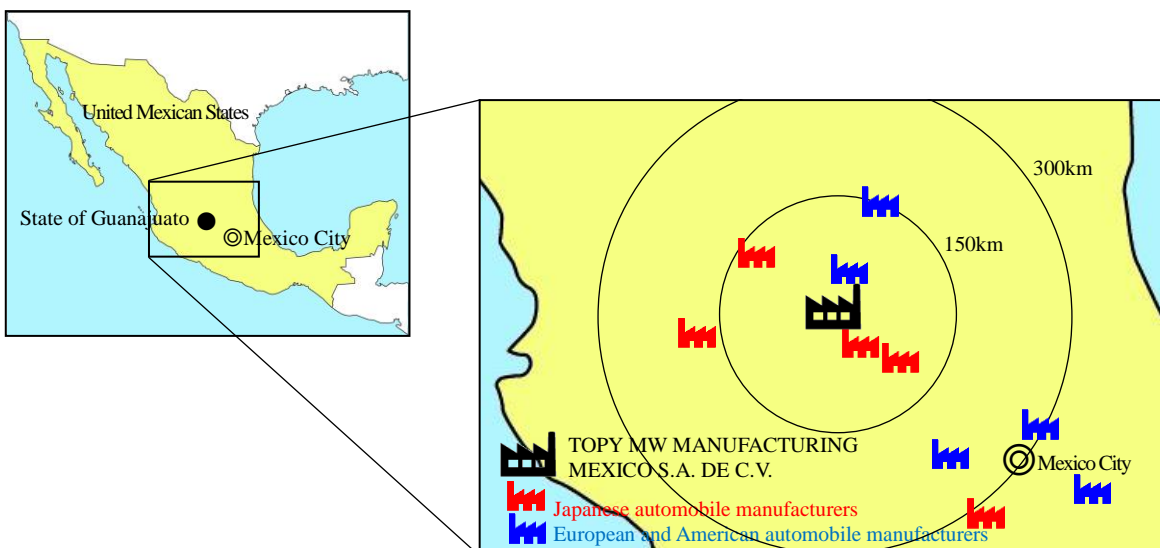 United Mexican States
State of Guanajuato
Mexico City
300km
150km
Mexico City
TOPY MW MANUFACTURING
MEXICO S.A. DE C.V.
Japanese automobile manufacturers
European and American automobile manufacturers